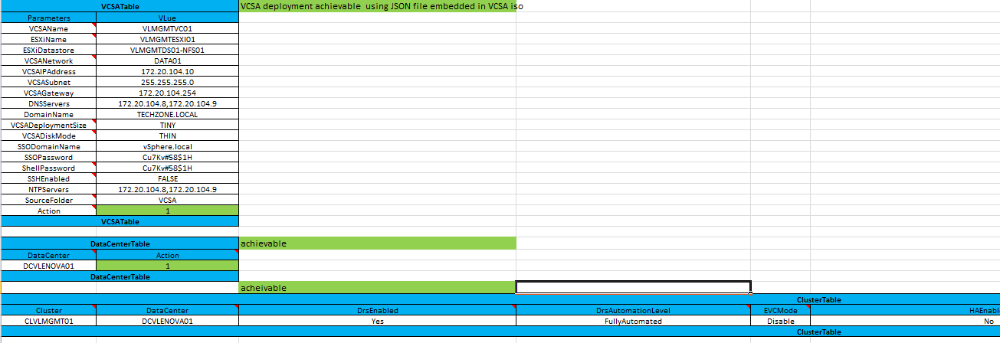 VCSATable VCSA deployment achievable using JSON file embedded in VCSA iso
Parameters VLue
VCSAName VLMGMTVC01
ESXiName VLMGMTESXI01
ESXiDatastore VLMGMTDS01-NFS01
VCSANetwork DATA01
VCSAIPAddress 172.20.104.10
VCSASubnet 255.255.255.0
VCSAGateway 172.20.104.254
DNSServers 172.20.104.8,172.20.104.9
DomainName TECHZONE.LOCAL
VCSADeploymentSize TINY
VCSADiskMode THIN
SSODomainName vSphere.local
SSOPassword Cu7Kv#58$1H
ShellPassword Cu7Kv#58$1H
SSHEnabled FALSE
NTPServers 172.20.104.8,172.20.104.9
SourceFolder VCSA
Action 1
VCSATable
DataCenterTable achievable
DataCenter Action
DCVLENOVA01 1
DataCenterTable
acheivable
ClusterTable
Cluster DataCenter DrsEnabled DrsAutomationLevel EVCMode HAEnabl
CLVLMGMT01 DCVLENOVA01 Yes FullyAutomated Disable No
ClusterTable